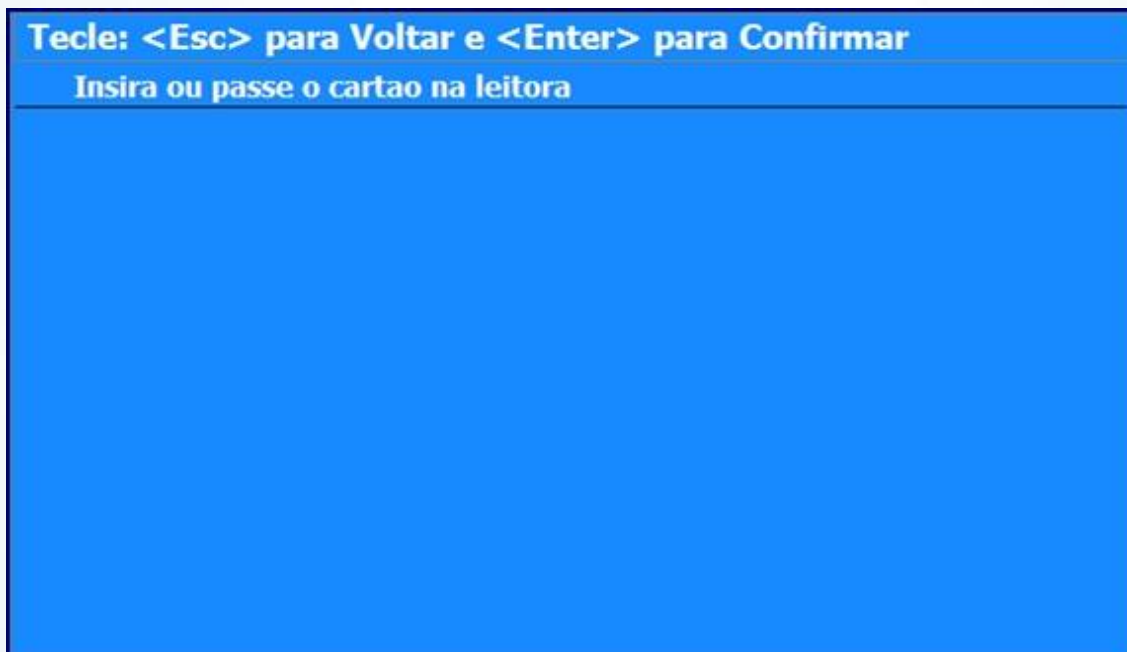 Tecle: <Esc> para Voltar e <Enter> para Confirmar
Insira ou passe o cartao na leitora